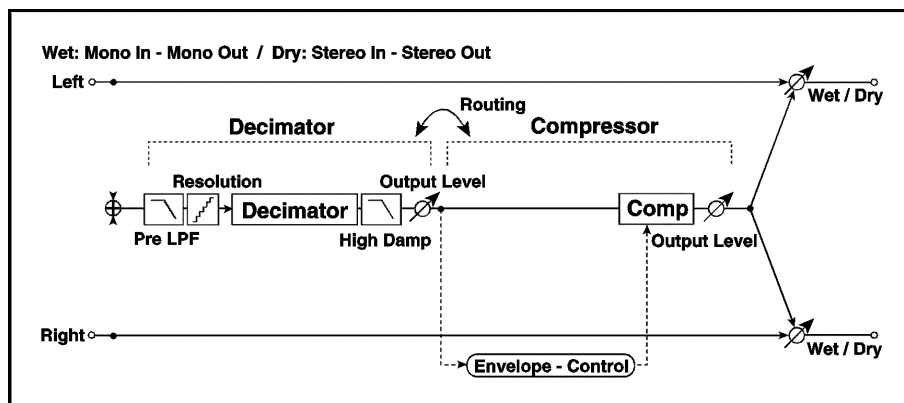 Wet: Mono In - Mono Out / Dry: Stereo In - Stereo Out
Left
Wet / Dry
Routing
Decimator
Compressor
Resolution
Output Level
Decimator
Comp
Pre LPF
High Damp
Output Level
Right
Wet / Dry
Envelope - Control